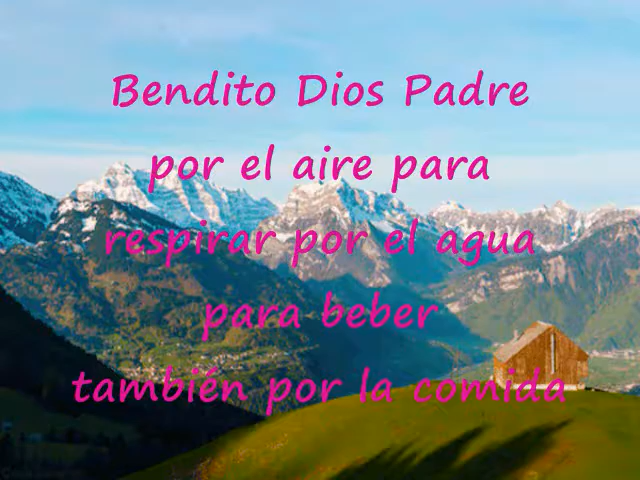 Bendito Dios Padre
por el aire para
respirar por el agua
para beber
también por la comida